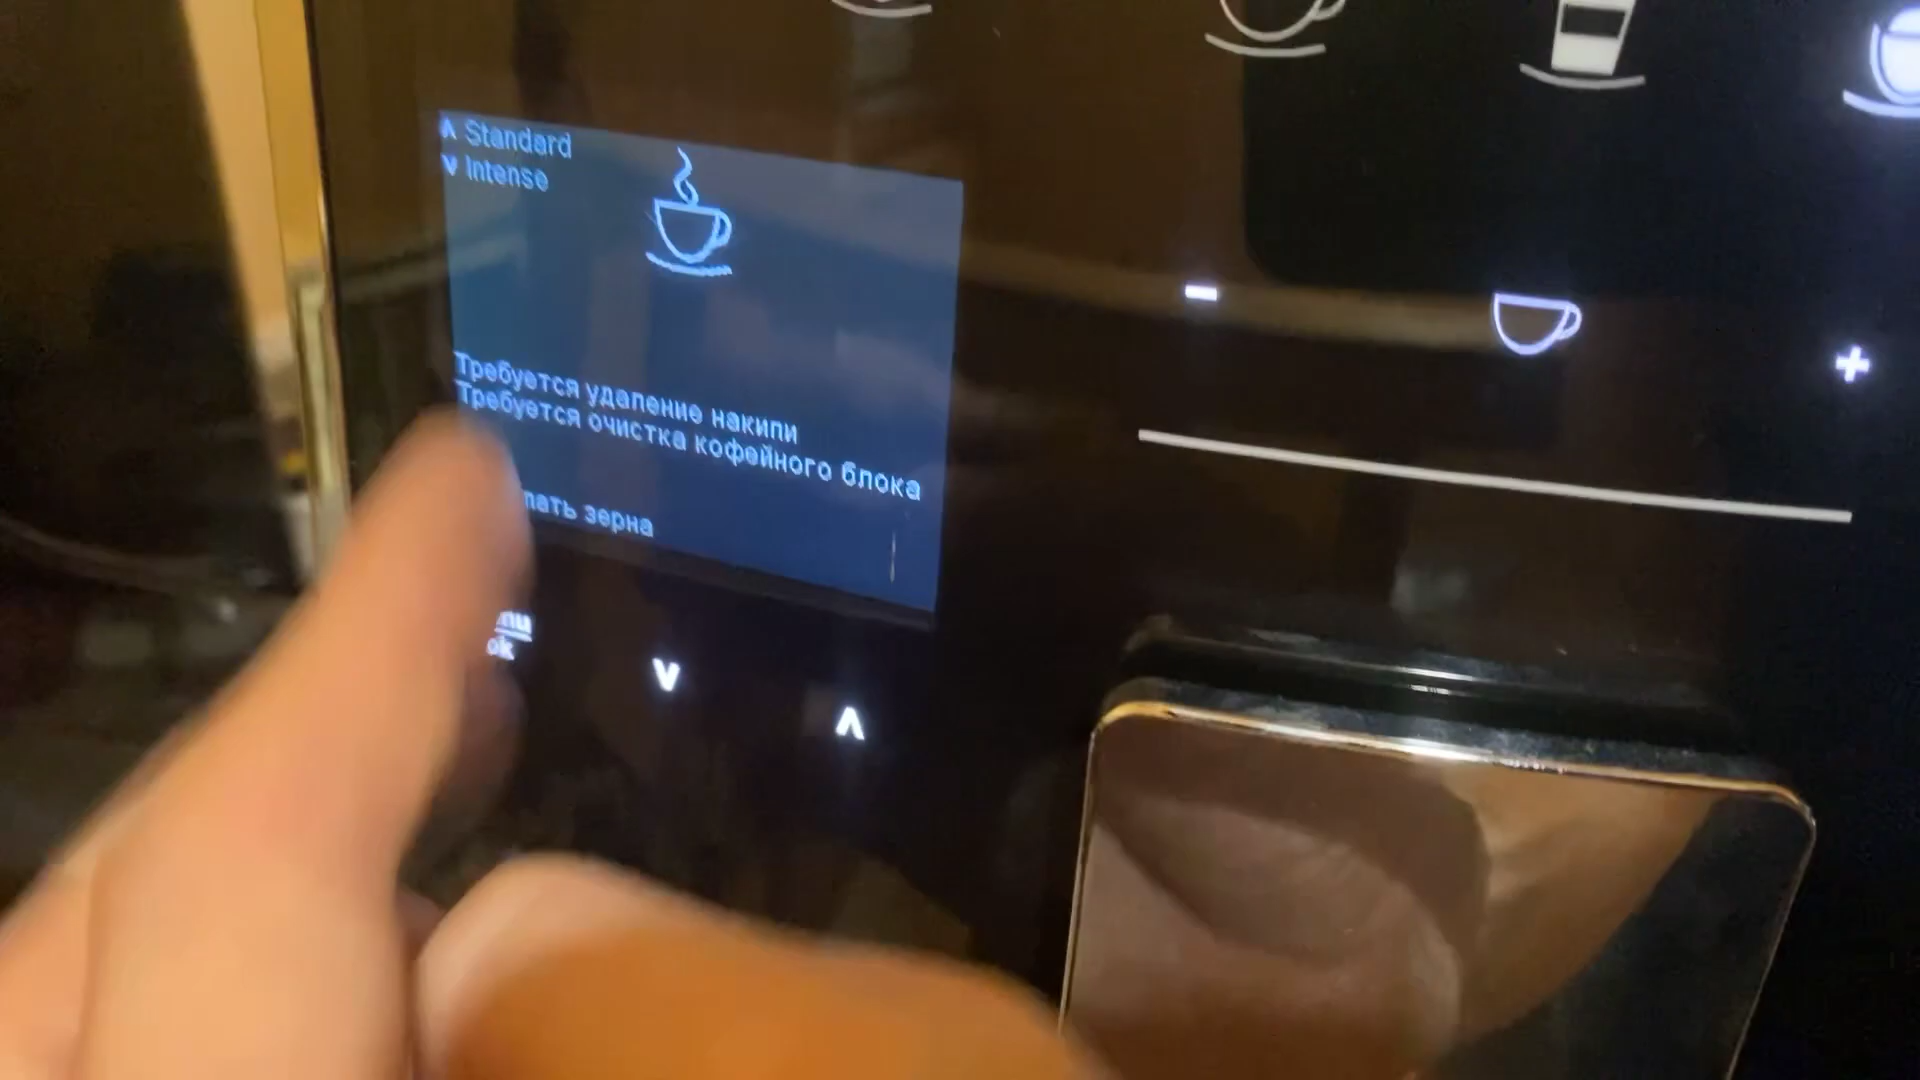 Standard
Intense
Требуется удаление накипи
Требуется очистка кофейного блока
зерна
ok